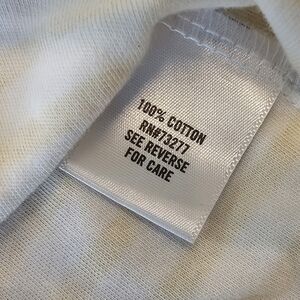 100% COTTON
RN#73277
SEE REVERSE
FOR CARE